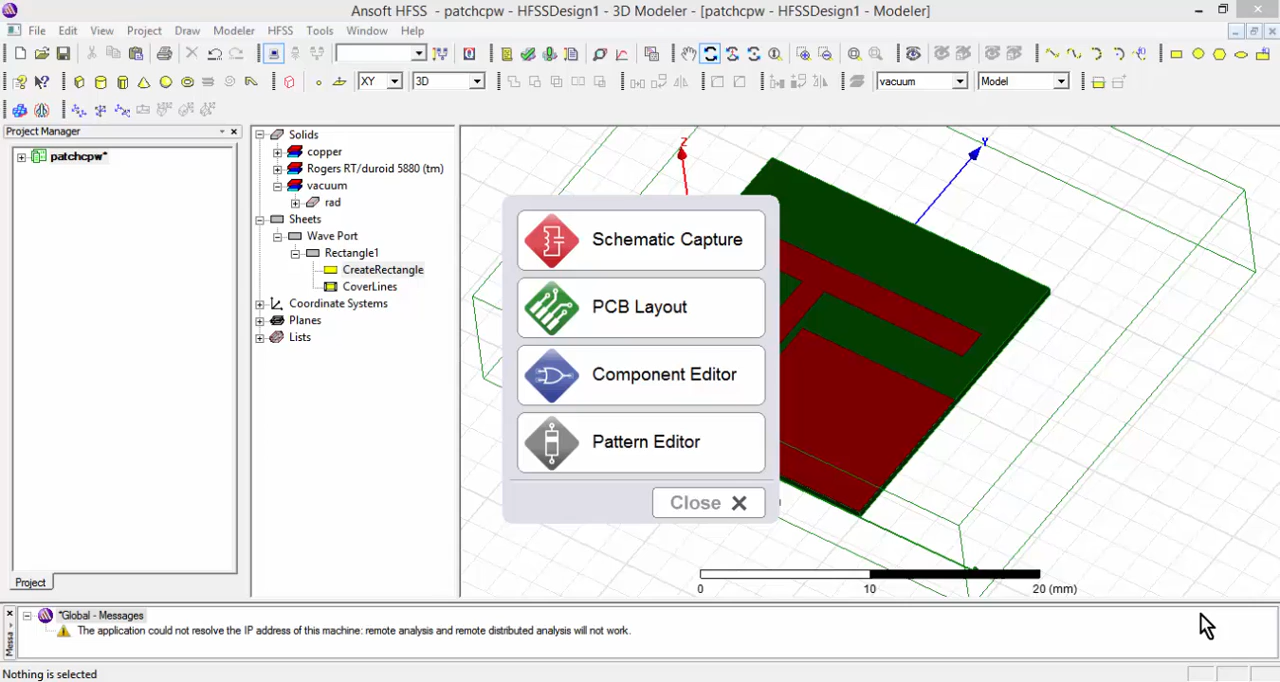 Ansoft HFSS - patchcpw - HFSSDesign1 - 3D Modeler - [patchcpw - HFSSDesign1 - Modeler]
File Edit View Project Draw Modeler HFSS Tools Window Help
XY 3D vacuum Model
Project Manager
patchcpw*
Project
Solids
copper
Rogers RT/duroid 5880 (tm)
vacuum
rad
Sheets
Wave Port
Rectangle1
CreateRectangle
CoverLines
Coordinate Systems
Planes
Lists
Z
Y
Schematic Capture
PCB Layout
Component Editor
Pattern Editor
Close
0 10 20 (mm)
Messa
*Global - Messages
The application could not resolve the IP address of this machine: remote analysis and remote distributed analysis will not work.
Nothing is selected